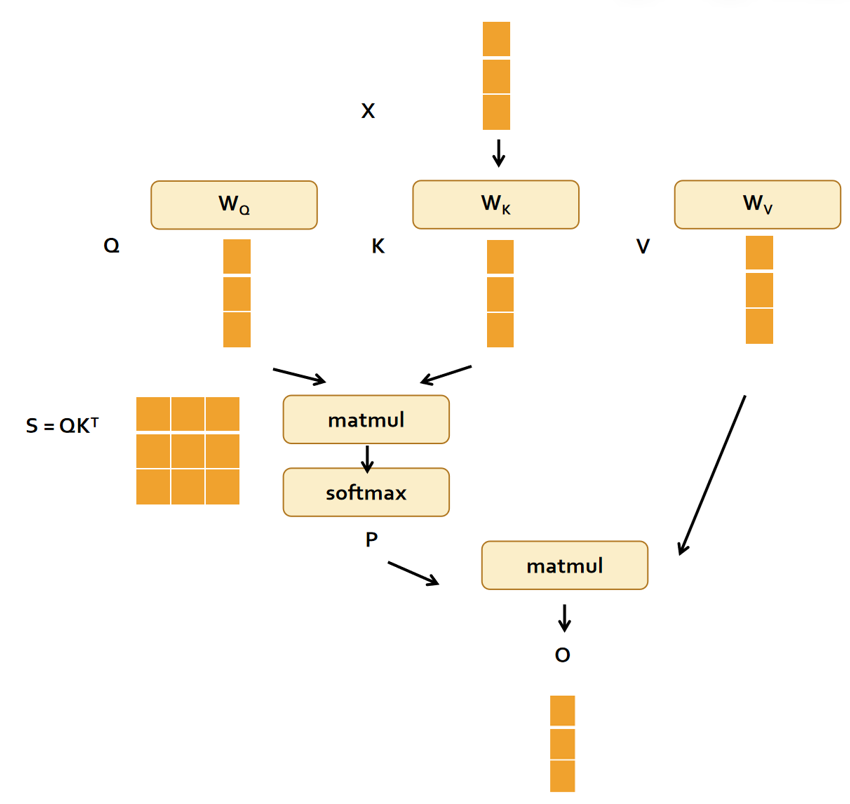 X
W_Q
W_K
W_V
Q
K
V
S = QK^T
matmul
softmax
P
matmul
O